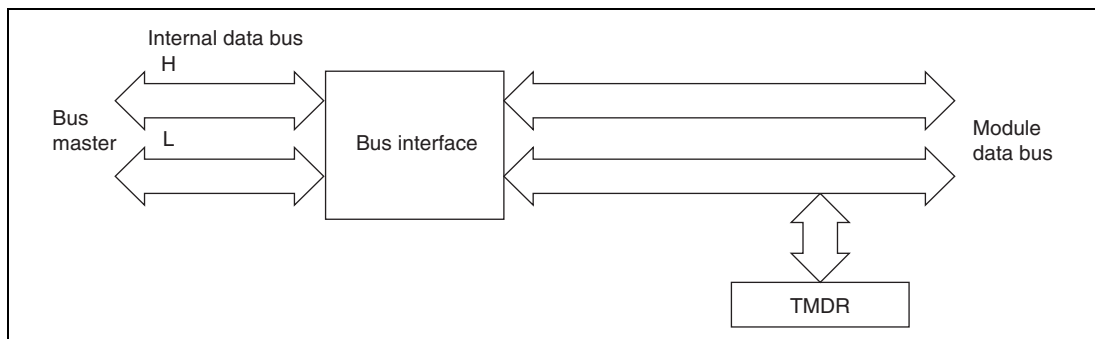 Internal data bus
H
Bus
master
L
Bus interface
Module
data bus
TMDR